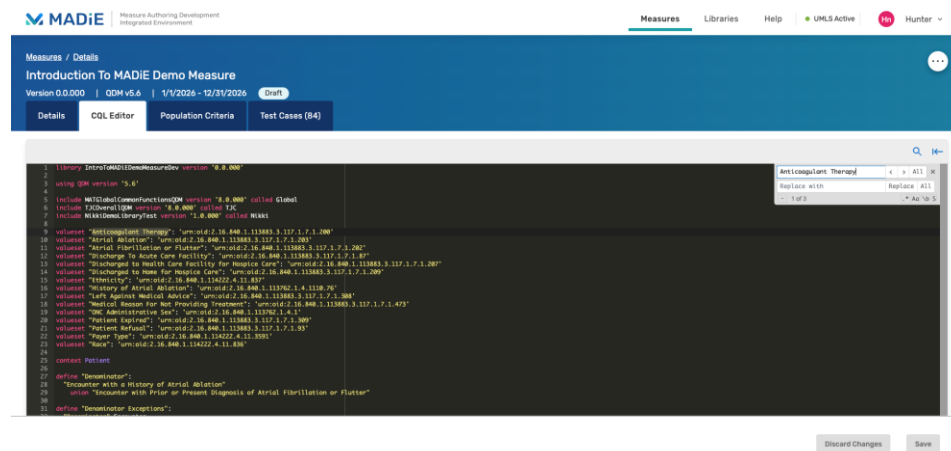 MADiE
Measure Authoring Development
Integrated Environment
Measures Libraries Help UMLS Active Hn Hunter
Measures / Details
Introduction To MADiE Demo Measure
Version 0.0.000 | QDM v5.6 | 1/1/2026 - 12/31/2026 Draft
Details CQL Editor Population Criteria Test Cases (84)
Anticoagulant Therapy < > All ×
Replace with Replace All
- 1 of 3 .* Aa \b S
1 library IntroToMADiEDemoMeasureDev version '0.0.000'
2
3 using QDM version '5.6'
4
5 include MATGlobalCommonFunctionsQDM version '8.0.000' called Global
6 include TJCOverallQDM version '8.0.000' called TJC
7 include NikkiDemoLibraryTest version '1.0.000' called Nikki
8
9 valueset "Anticoagulant Therapy": 'urn:oid:2.16.840.1.113883.3.117.1.7.1.200'
10 valueset "Atrial Ablation": 'urn:oid:2.16.840.1.113883.3.117.1.7.1.203'
11 valueset "Atrial Fibrillation or Flutter": 'urn:oid:2.16.840.1.113883.3.117.1.7.1.202'
12 valueset "Discharge To Acute Care Facility": 'urn:oid:2.16.840.1.113883.3.117.1.7.1.87'
13 valueset "Discharged to Health Care Facility for Hospice Care": 'urn:oid:2.16.840.1.113883.3.117.1.7.1.207'
14 valueset "Discharged to Home for Hospice Care": 'urn:oid:2.16.840.1.113883.3.117.1.7.1.209'
15 valueset "Ethnicity": 'urn:oid:2.16.840.1.114222.4.11.837'
16 valueset "History of Atrial Ablation": 'urn:oid:2.16.840.1.113762.1.4.1110.76'
17 valueset "Left Against Medical Advice": 'urn:oid:2.16.840.1.113883.3.117.1.7.1.308'
18 valueset "Medical Reason For Not Providing Treatment": 'urn:oid:2.16.840.1.113883.3.117.1.7.1.473'
19 valueset "ONC Administrative Sex": 'urn:oid:2.16.840.1.113762.1.4.1'
20 valueset "Patient Expired": 'urn:oid:2.16.840.1.113883.3.117.1.7.1.309'
21 valueset "Patient Refusal": 'urn:oid:2.16.840.1.113883.3.117.1.7.1.93'
22 valueset "Payer Type": 'urn:oid:2.16.840.1.114222.4.11.3591'
23 valueset "Race": 'urn:oid:2.16.840.1.114222.4.11.836'
24
25 context Patient
26
27 define "Denominator":
28 "Encounter with a History of Atrial Ablation"
29 union "Encounter with Prior or Present Diagnosis of Atrial Fibrillation or Flutter"
30
31 define "Denominator Exceptions":
Discard Changes Save